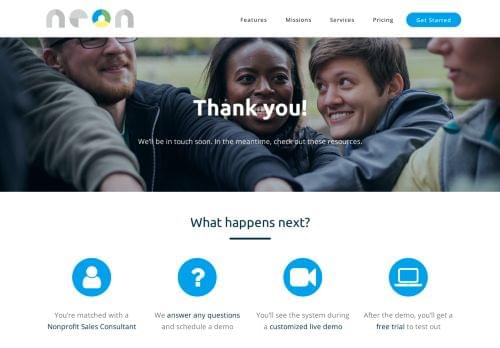 neon
Features Missions Services Pricing Get Started
Thank you!
We'll be in touch soon. In the meantime, check out these resources.
What happens next?
?
You're matched with a
Nonprofit Sales Consultant
We answer any questions
and schedule a demo
You'll see the system during
a customized live demo
After the demo, you'll get a
free trial to test out